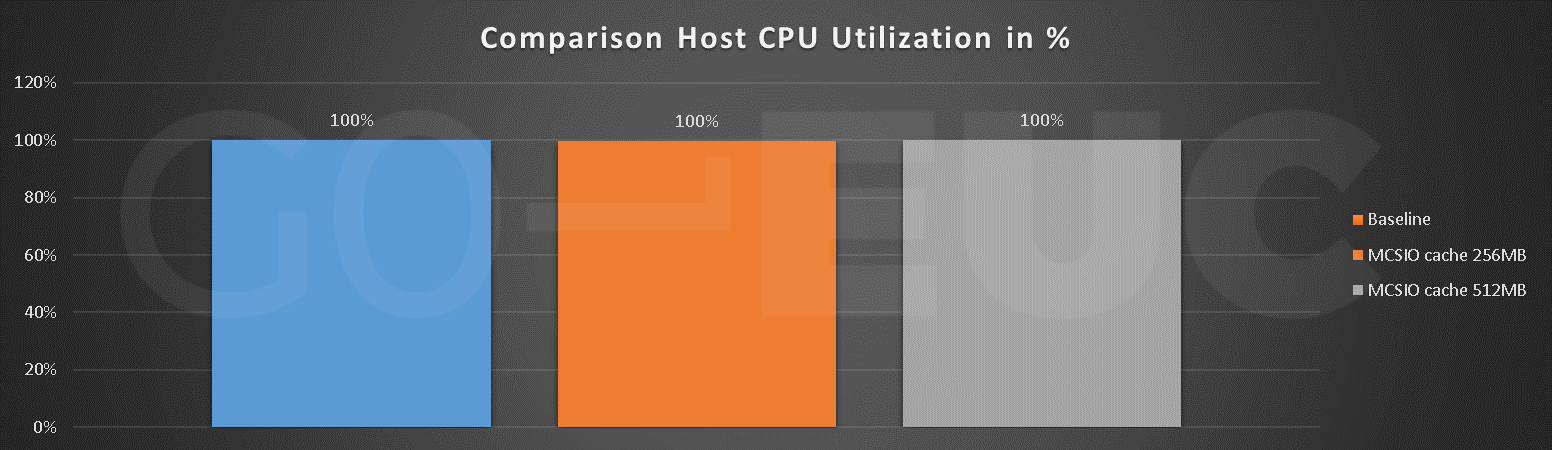 Comparison Host CPU Utilization in %
120%
100%
80%
60%
40%
20%
0%
100%
100%
100%
Baseline
MCSIO cache 256MB
MCSIO cache 512MB
GO-EUC